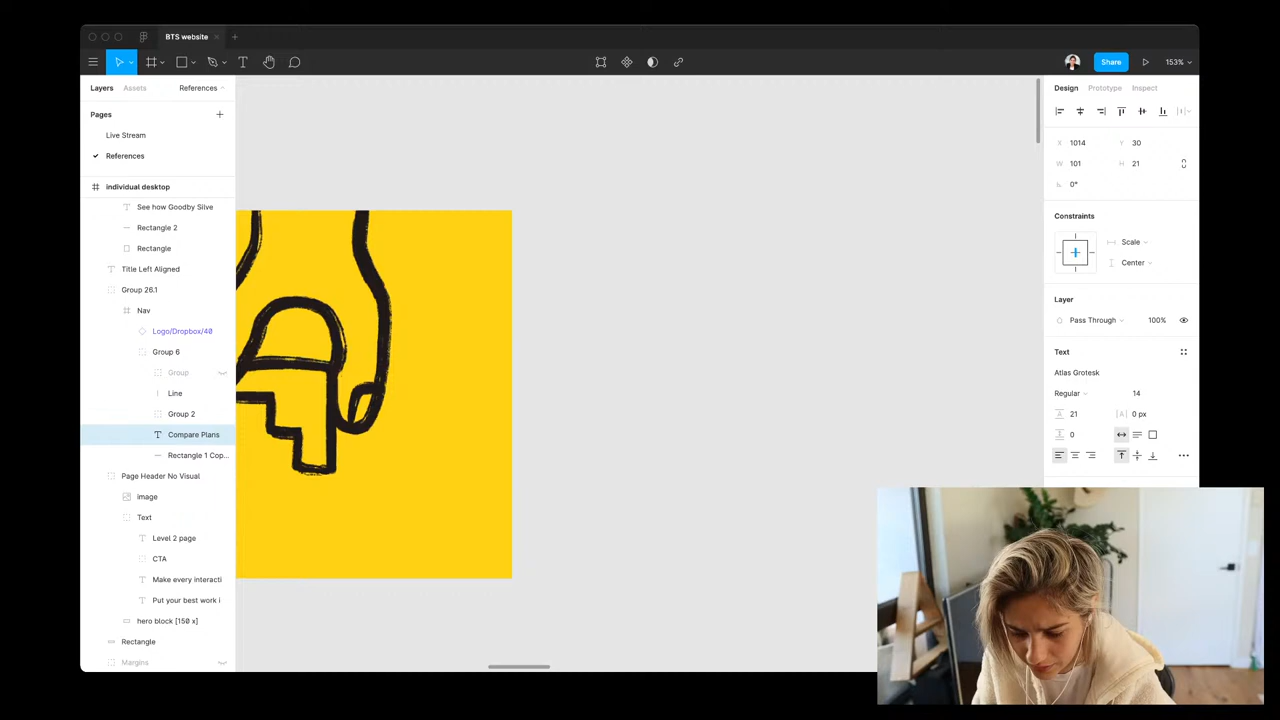 BTS website
Share
153%
Layers
Assets
References
Pages
Live Stream
References
individual desktop
See how Goodby Silve
Rectangle 2
Rectangle
Title Left Aligned
Group 26.1
Nav
Logo/Dropbox/40
Group 6
Group
Line
Group 2
Compare Plans
Rectangle 1 Cop...
Page Header No Visual
image
Text
Level 2 page
CTA
Make every interacti
Put your best work i
hero block [150 x]
Rectangle
Margins
Design
Prototype
Inspect
X 1014 Y 30
W 101 H 21
0°
Constraints
Scale
Center
Layer
Pass Through 100%
Text
Atlas Grotesk
Regular 14
21 0 px
0